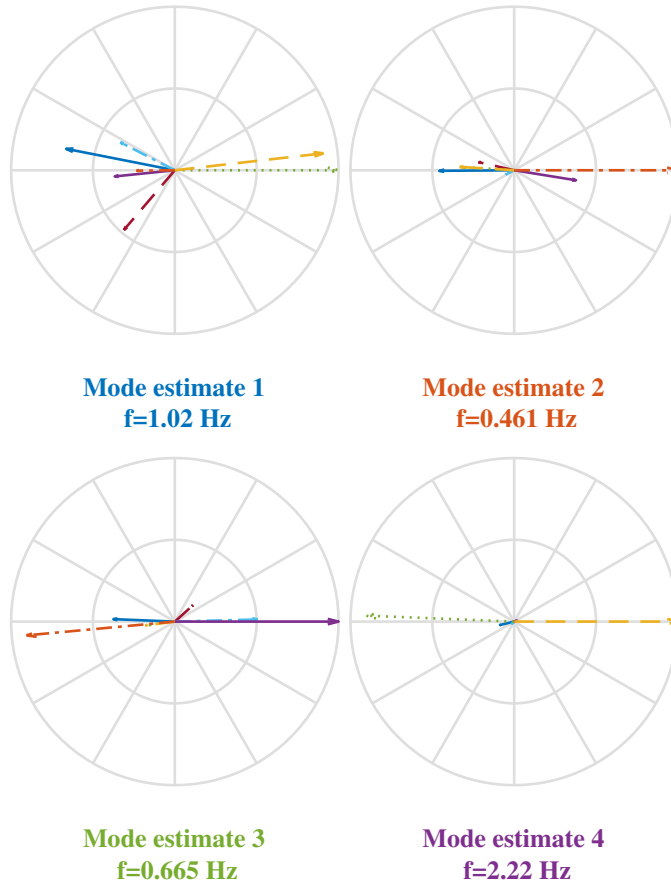 Mode estimate 1
f=1.02 Hz
Mode estimate 2
f=0.461 Hz
Mode estimate 3
f=0.665 Hz
Mode estimate 4
f=2.22 Hz